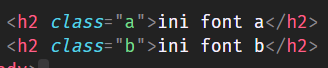 <h2 class="a">ini font a</h2>
<h2 class="b">ini font b</h2>